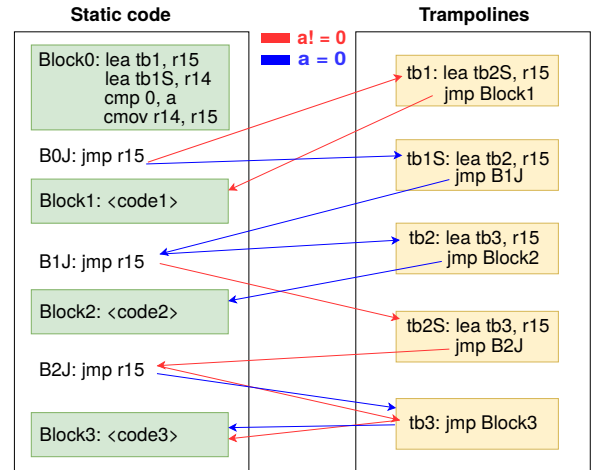 Static code
Trampolines
a! = 0
a = 0
Block0: lea tb1, r15
lea tb1S, r14
cmp 0, a
cmov r14, r15
B0J: jmp r15
Block1: <code1>
B1J: jmp r15
Block2: <code2>
B2J: jmp r15
Block3: <code3>
tb1: lea tb2S, r15
jmp Block1
tb1S: lea tb2, r15
jmp B1J
tb2: lea tb3, r15
jmp Block2
tb2S: lea tb3, r15
jmp B2J
tb3: jmp Block3